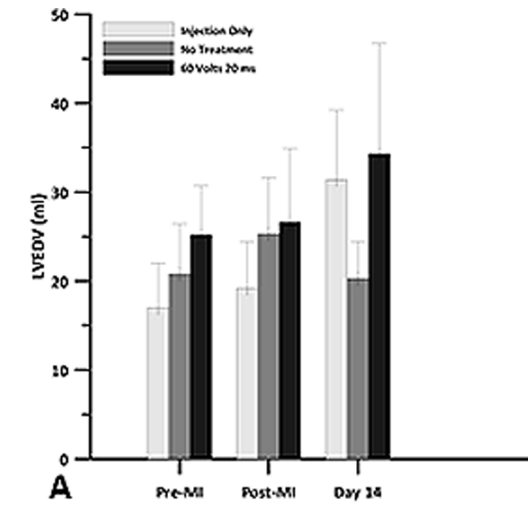 50
Injection Only
No Treatment
60 Volts 20 ms
40
30
LVEDV (ml)
20
10
0
A
Pre-MI
Post-MI
Day 14